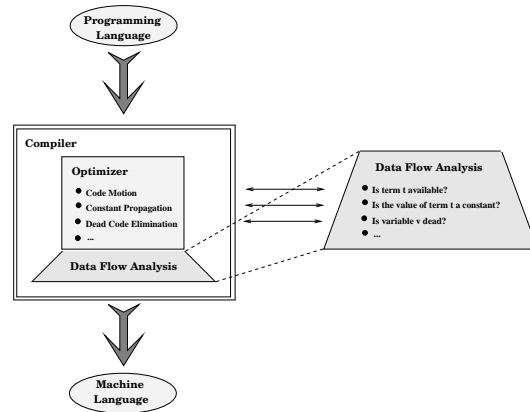 Programming
Language
Compiler
Optimizer
Code Motion
Constant Propagation
Dead Code Elimination
...
Data Flow Analysis
Data Flow Analysis
Is term t available?
Is the value of term t a constant?
Is variable v dead?
...
Machine
Language